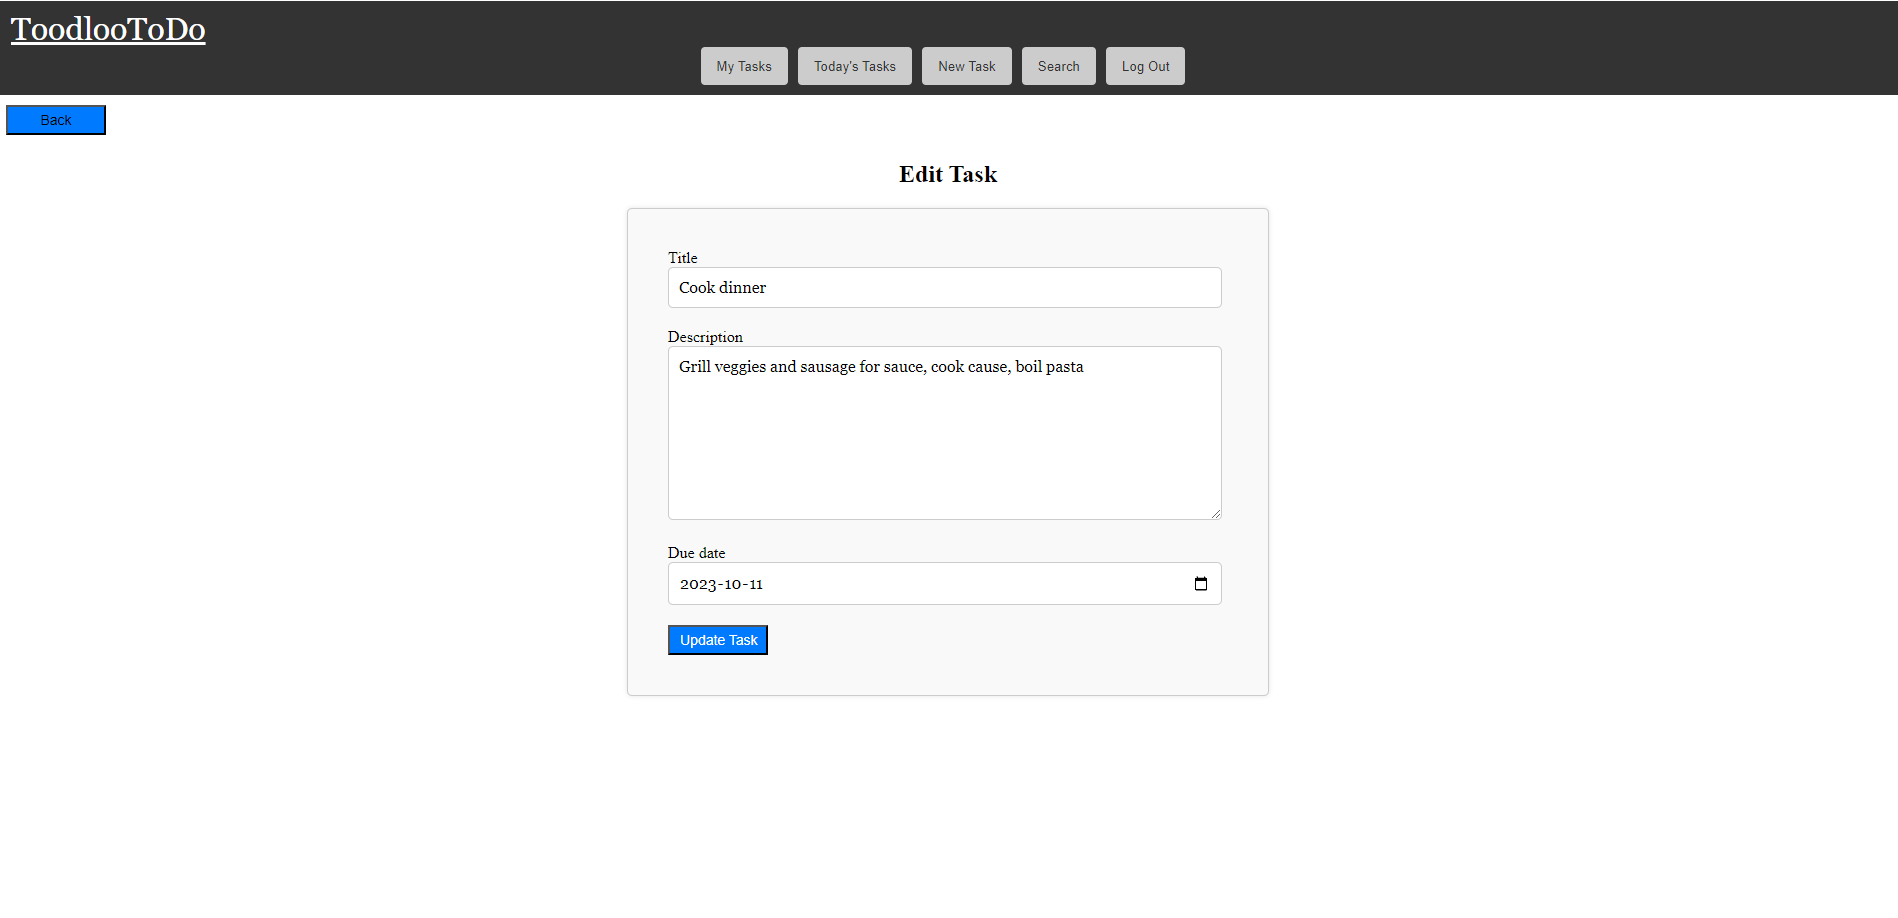 ToodlooToDo
My Tasks Today's Tasks New Task Search Log Out
Back
Edit Task
Title
Cook dinner
Description
Grill veggies and sausage for sauce, cook cause, boil pasta
Due date
2023-10-11
Update Task